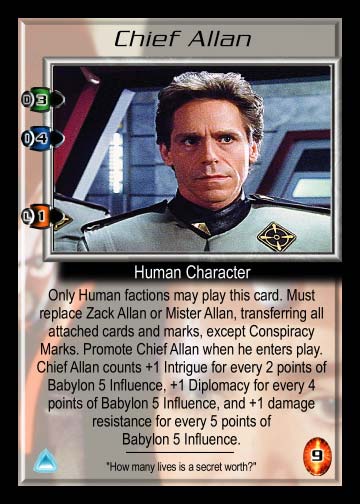 Chief Allan
D 3
I 4
L 1
Human Character
Only Human factions may play this card. Must
replace Zack Allan or Mister Allan, transferring all
attached cards and marks, except Conspiracy
Marks. Promote Chief Allan when he enters play.
Chief Allan counts +1 Intrigue for every 2 points of
Babylon 5 Influence, +1 Diplomacy for every 4
points of Babylon 5 Influence, and +1 damage
resistance for every 5 points of
Babylon 5 Influence.
"How many lives is a secret worth?"
9